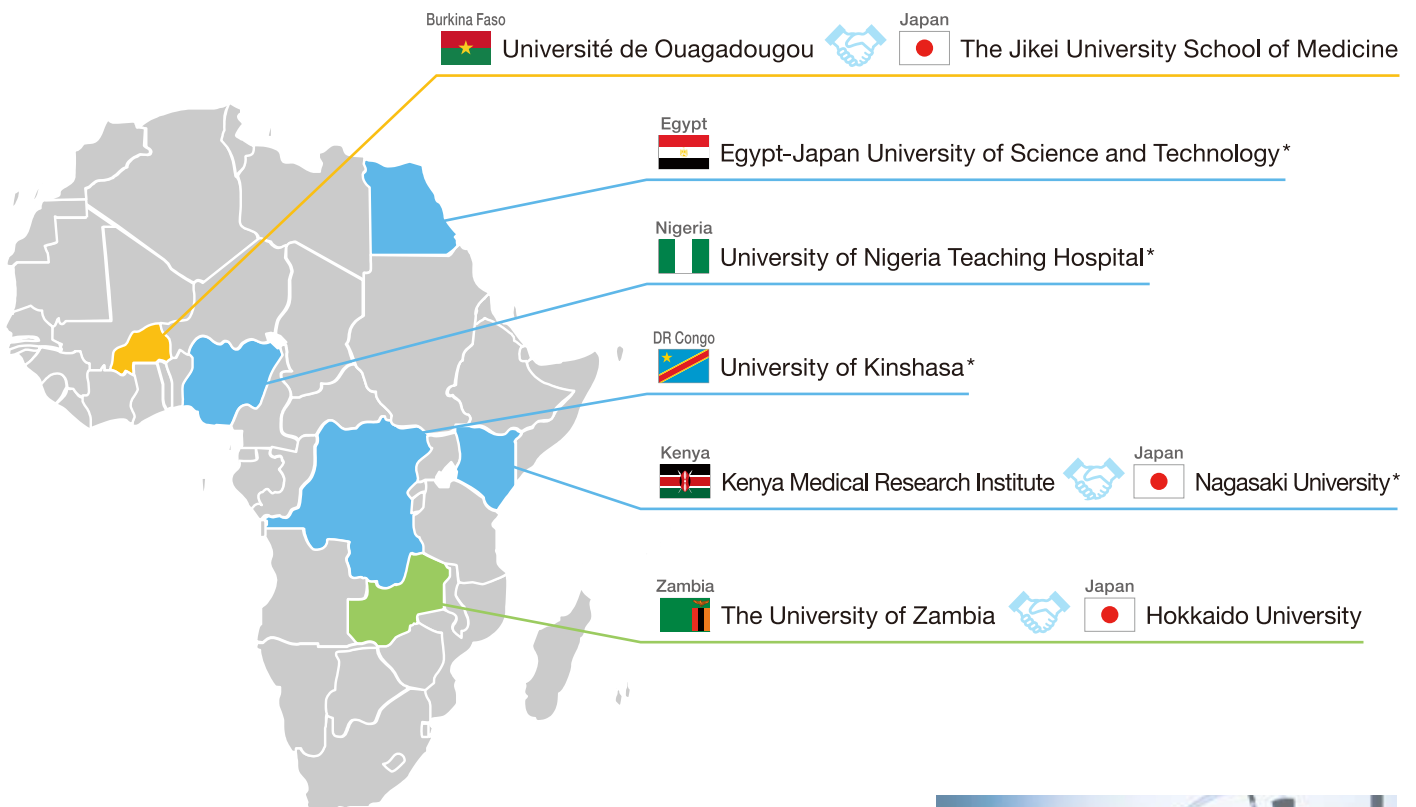 Burkina Faso
Université de Ouagadougou
Japan
The Jikei University School of Medicine
Egypt
Egypt-Japan University of Science and Technology*
Nigeria
University of Nigeria Teaching Hospital*
DR Congo
University of Kinshasa*
Kenya
Kenya Medical Research Institute
Japan
Nagasaki University*
Zambia
The University of Zambia
Japan
Hokkaido University